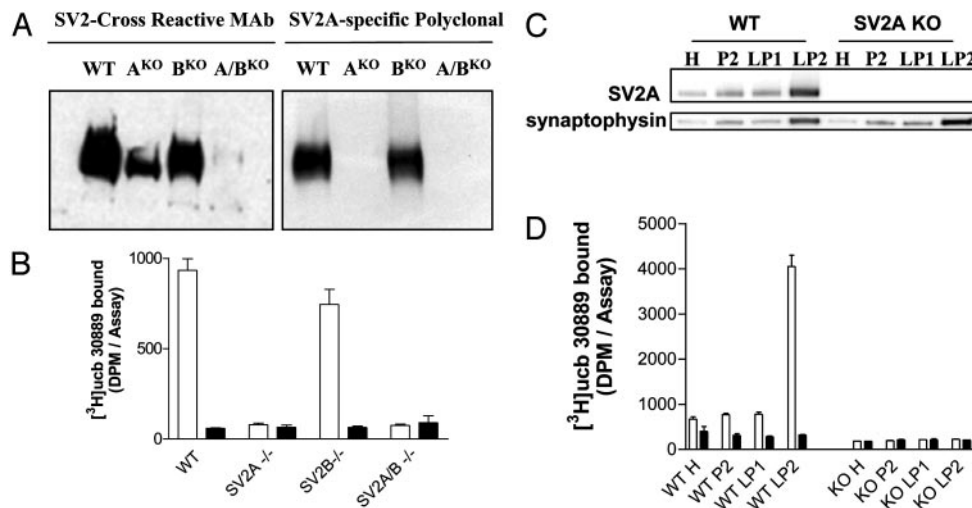 A
SV2-Cross Reactive MAb
WT A^KO B^KO A/B^KO
SV2A-specific Polyclonal
WT A^KO B^KO A/B^KO
B
[³H]ucb 30889 bound
(DPM / Assay)
1000
500
0
WT
SV2A -/-
SV2B-/-
SV2A/B -/-
C
WT
SV2A KO
H P2 LP1 LP2 H P2 LP1 LP2
SV2A
synaptophysin
D
[³H]ucb 30889 bound
(DPM / Assay)
5000
4000
3000
2000
1000
0
WT H
WT P2
WT LP1
WT LP2
KO H
KO P2
KO LP1
KO LP2